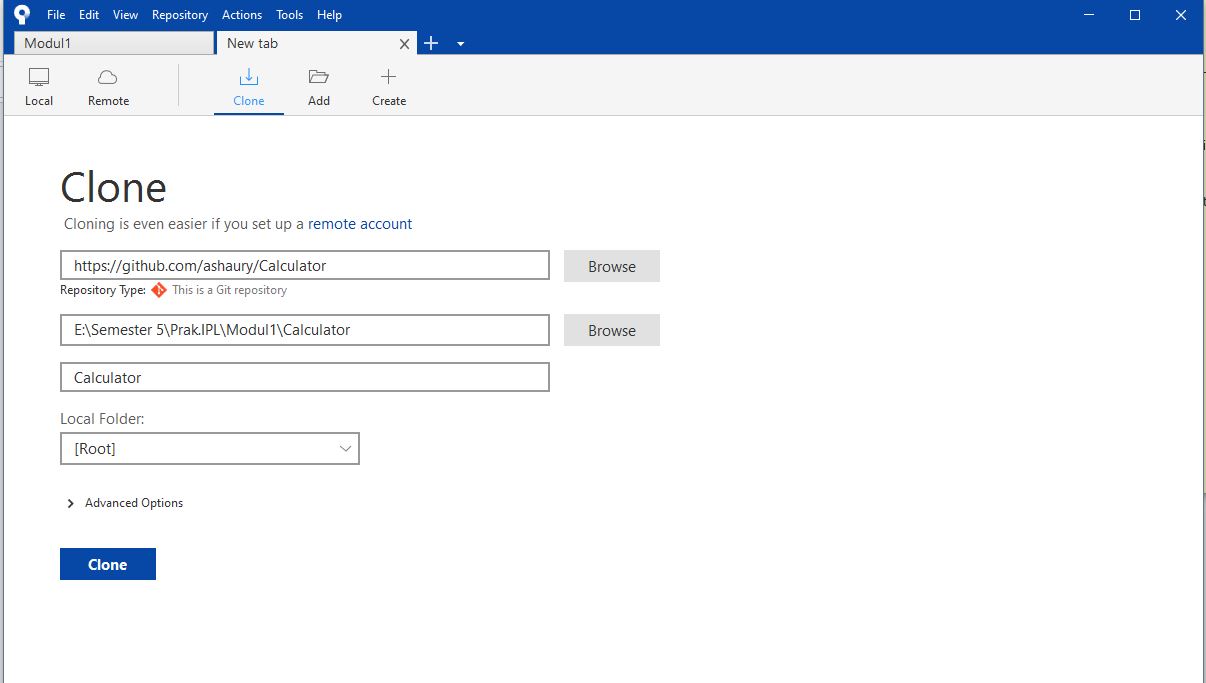 File Edit View Repository Actions Tools Help
Modul1 New tab
Local Remote Clone Add Create
Clone
Cloning is even easier if you set up a remote account
https://github.com/ashaury/Calculator Browse
Repository Type: This is a Git repository
E:\Semester 5\Prak.IPL\Modul1\Calculator Browse
Calculator
Local Folder:
[Root]
Advanced Options
Clone